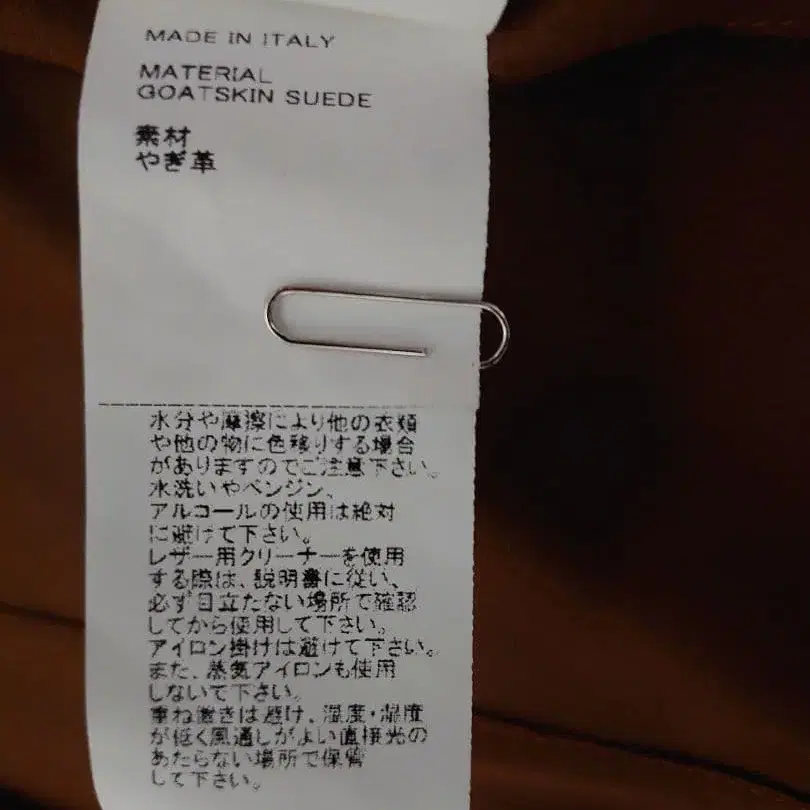 MADE IN ITALY
MATERIAL
GOATSKIN SUEDE
素材
やぎ革
水分や摩擦により他の衣類
や他の物に色移りする場合
がありますのでご注意下さい。
水洗いやベンジン、
アルコールの使用は絶対
に避けて下さい。
レザー用クリーナーを使用
する際は、説明書に従い、
必ず目立たない場所で確認
してから使用して下さい。
アイロン掛けは避けて下さい。
また、蒸気アイロンも使用
しないで下さい。
重ね置きは避け、温度・湿度
が低く風通しがよい直接光の
あたらない場所で保管
して下さい。